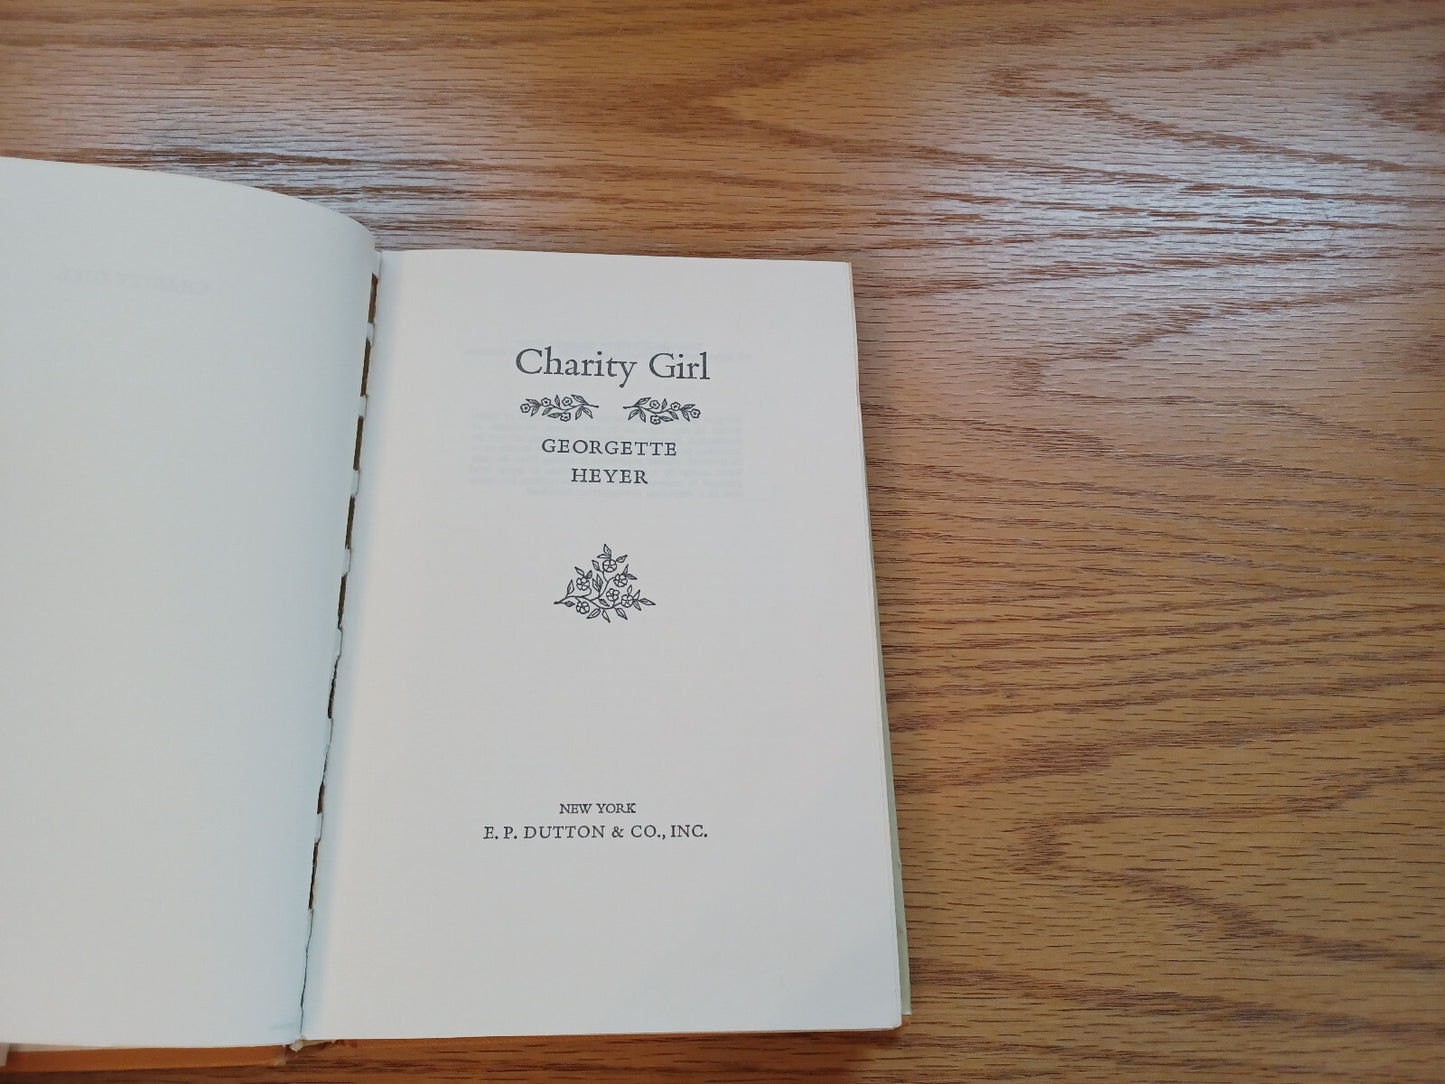 Charity Girl
GEORGETTE
HEYER
NEW YORK
E. P. DUTTON & CO., INC.